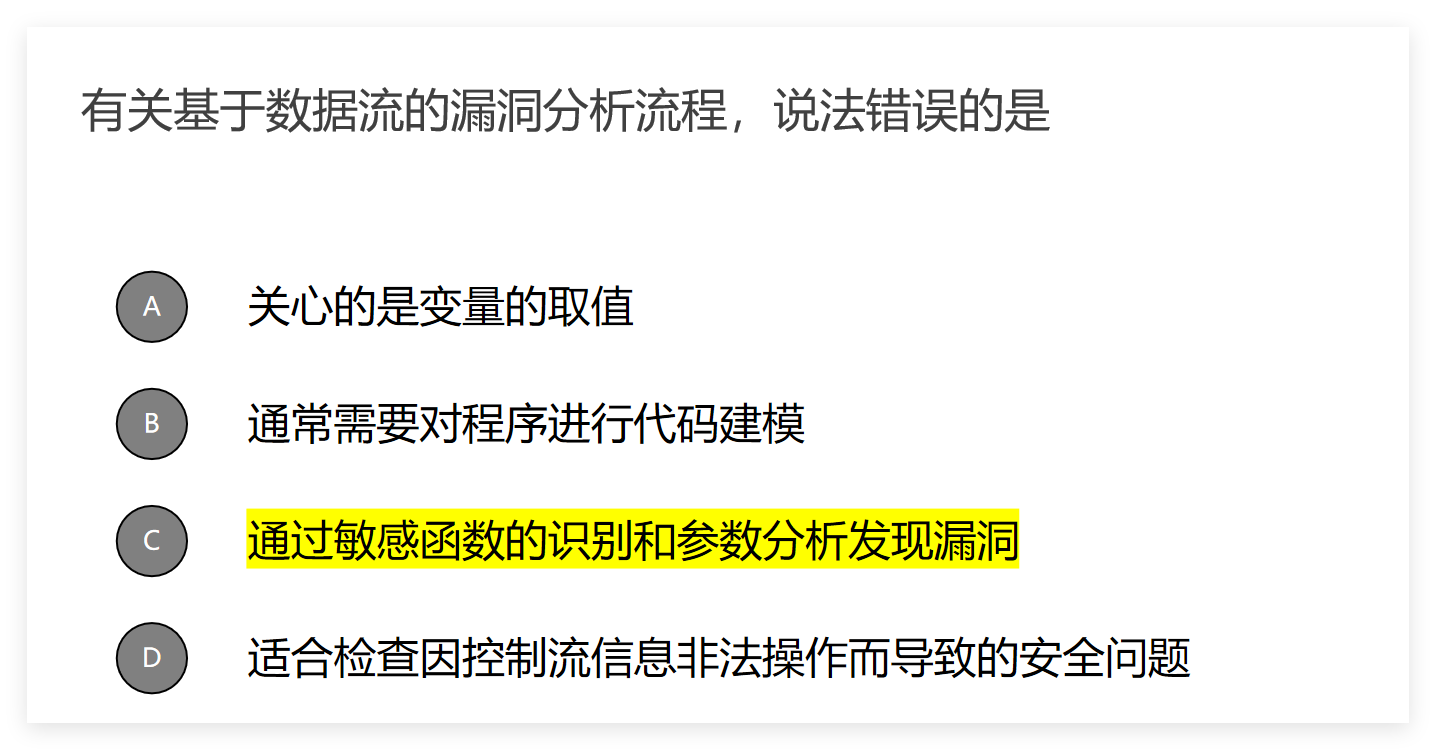 有关基于数据流的漏洞分析流程，说法错误的是
A 关心的是变量的取值
B 通常需要对程序进行代码建模
C 通过敏感函数的识别和参数分析发现漏洞
D 适合检查因控制流信息非法操作而导致的安全问题